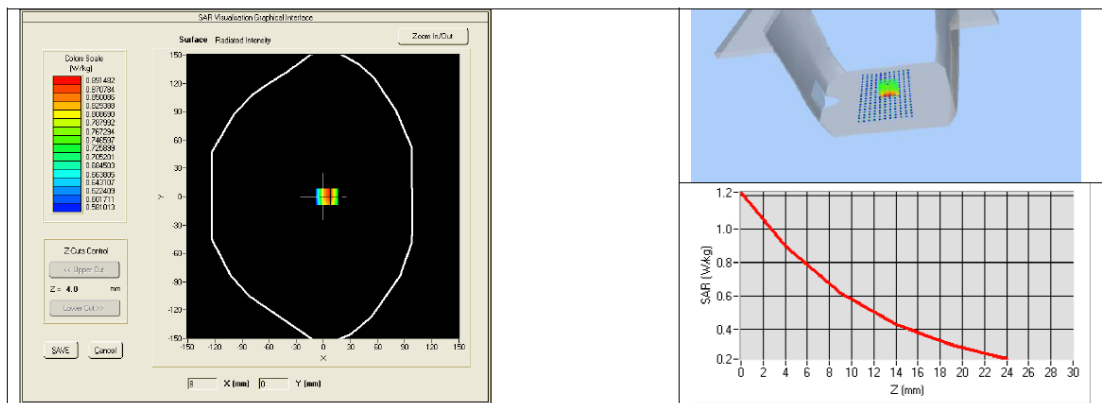 SAR Visualisation Graphical Interface
Surface Radiated Intensity
Zoom In/Out
Colors Scale
(W/kg)
0.891482
0.870784
0.850086
0.829388
0.808690
0.787992
0.767294
0.746597
0.725899
0.705201
0.684503
0.663805
0.643107
0.622409
0.601711
0.581013
150
120
90
60
30
0
-30
-60
-90
-120
-150
Y
-150 -120 -90 -60 -30 0 30 60 90 120 150
X
Z Cuts Control
<< Upper Cut
Z = 4.0 mm
Lower Cut >>
SAVE Cancel
8 X (mm) 0 Y (mm)
1.2
1.0
0.8
0.6
0.4
0.2
SAR (W/kg)
0 2 4 6 8 10 12 14 16 18 20 22 24 26 28 30
Z (mm)